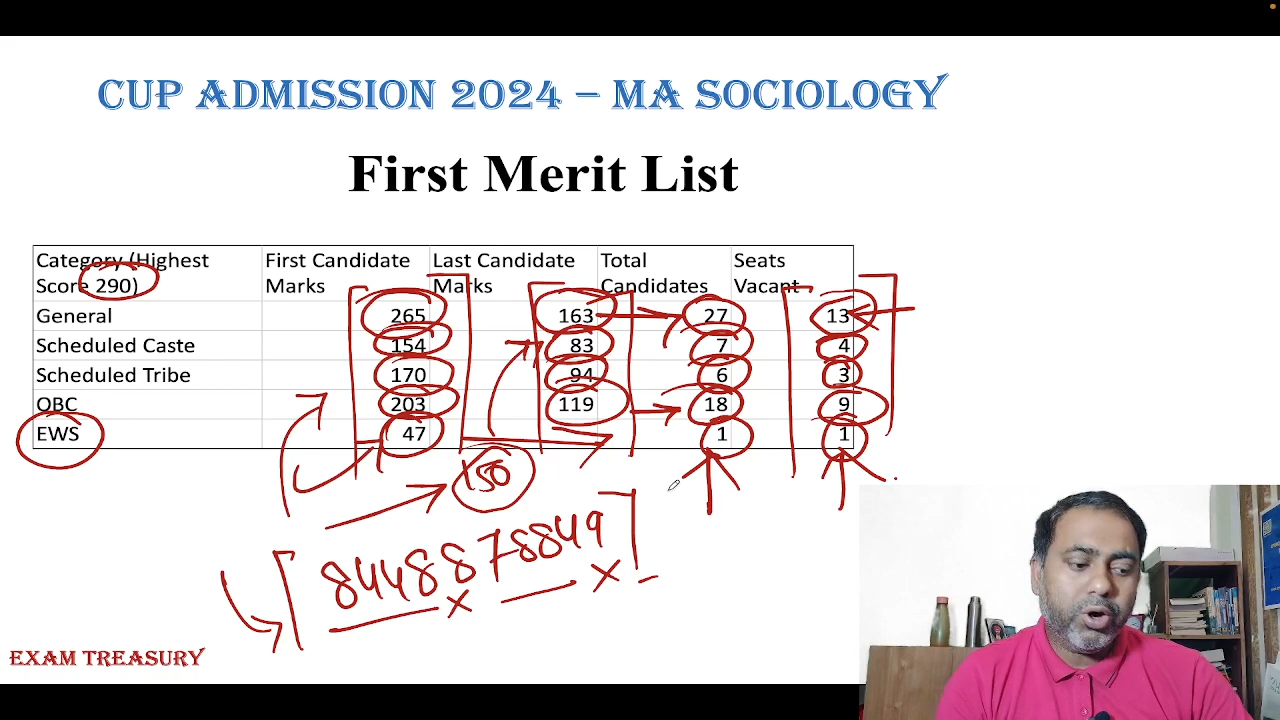 CUP ADMISSION 2024 – MA SOCIOLOGY
First Merit List
Category (Highest Score 290) First Candidate Marks Last Candidate Marks Total Candidates Seats Vacant
General 265 163 27 13
Scheduled Caste 154 83 7 4
Scheduled Tribe 170 94 6 3
OBC 203 119 18 9
EWS 47 1 1
150
8448878849
EXAM TREASURY